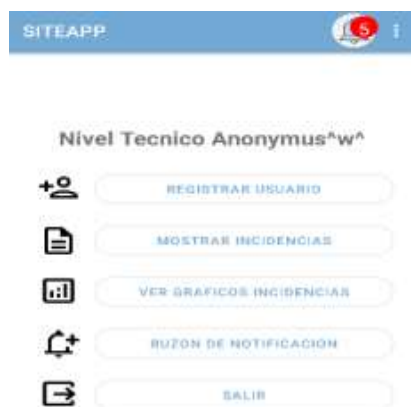 SITEAPP
5
Nivel Tecnico Anonymus^w^
REGISTRAR USUARIO
MOSTRAR INCIDENCIAS
VER GRAFICOS INCIDENCIAS
BUZON DE NOTIFICACION
SALIR